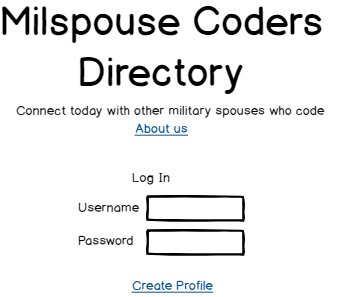 Milspouse Coders
Directory
Connect today with other military spouses who code
About us
Log In
Username
Password
Create Profile